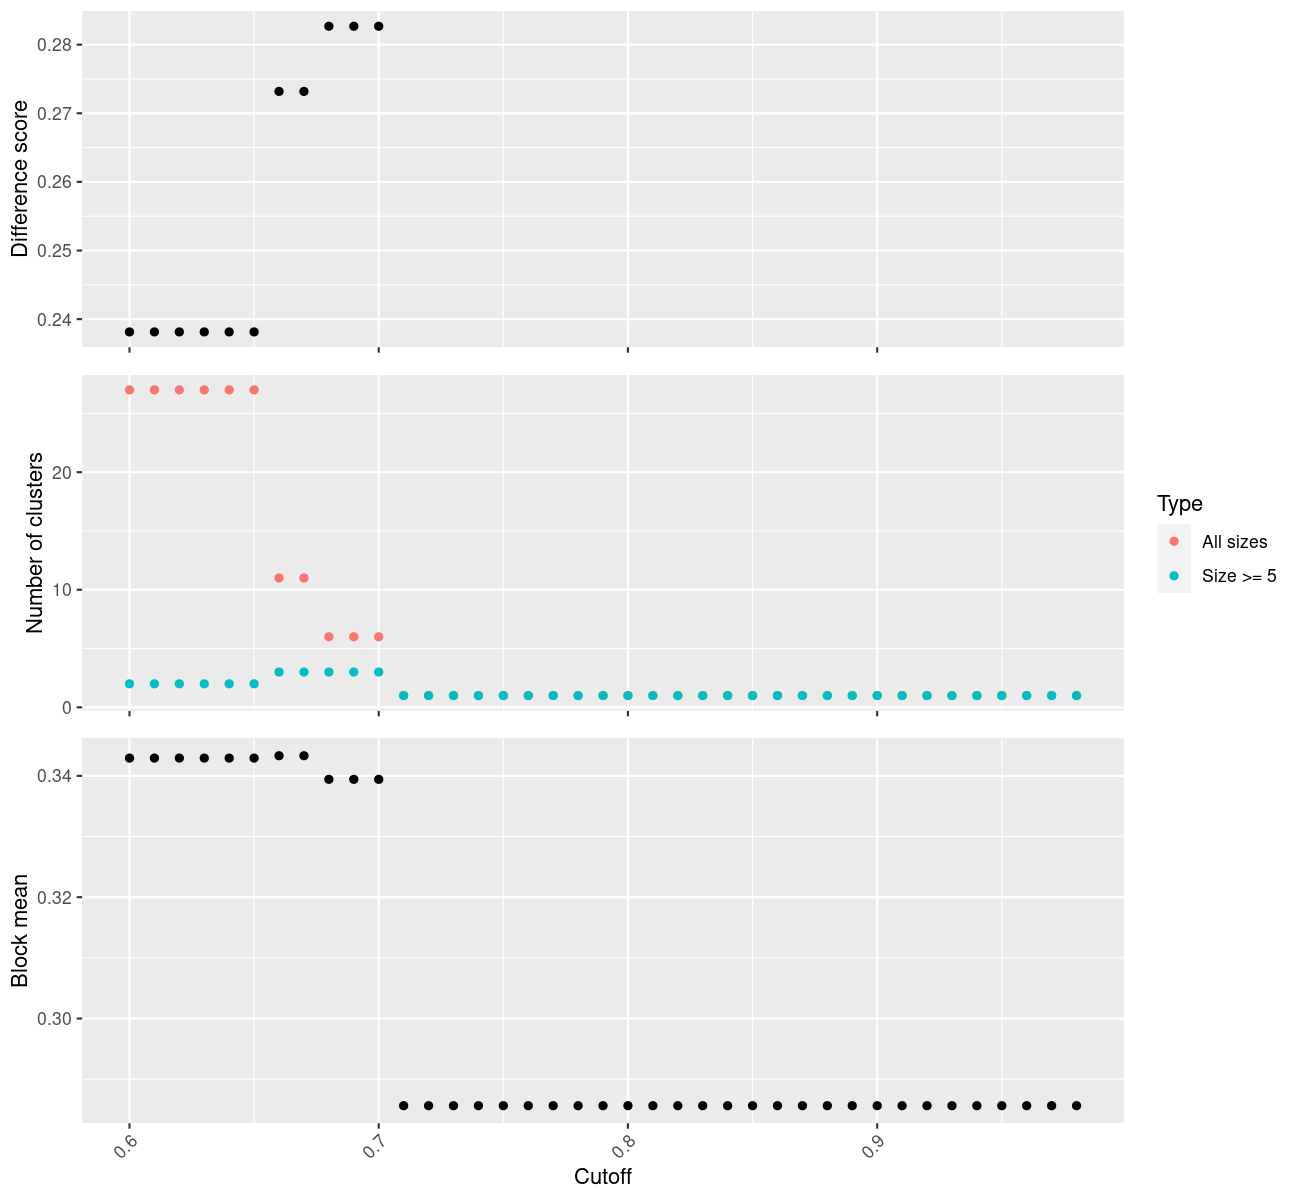 Difference score
0.28
0.27
0.26
0.25
0.24
Number of clusters
20
10
0
Type
All sizes
Size >= 5
Block mean
0.34
0.32
0.30
0.6
0.7
0.8
0.9
Cutoff